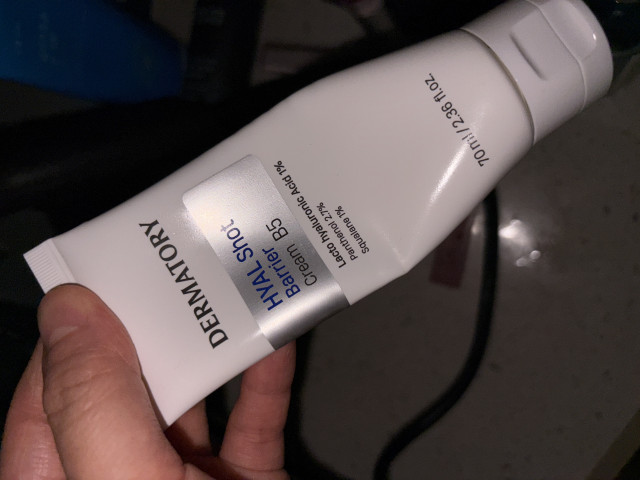 DERMATORY
HYAL Shot
Barrier
Cream B5
Lacto hyaluronic Acid 1%
Panthenol 2.7%
Squalane 1%
70ml / 2.36 fl.oz.